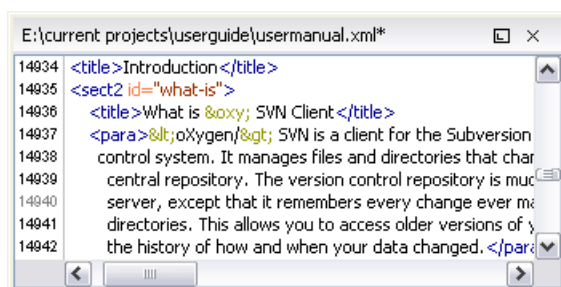 E:\current projects\userguide\usermanual.xml*
14934 <title>Introduction</title>
14935 <sect2 id="what-is">
14936 <title>What is &oxy; SVN Client</title>
14937 <para>&lt;oXygen/&gt; SVN is a client for the Subversion
14938 control system. It manages files and directories that char
14939 central repository. The version control repository is muc
14940 server, except that it remembers every change ever ma
14941 directories. This allows you to access older versions of y
14942 the history of how and when your data changed.</para